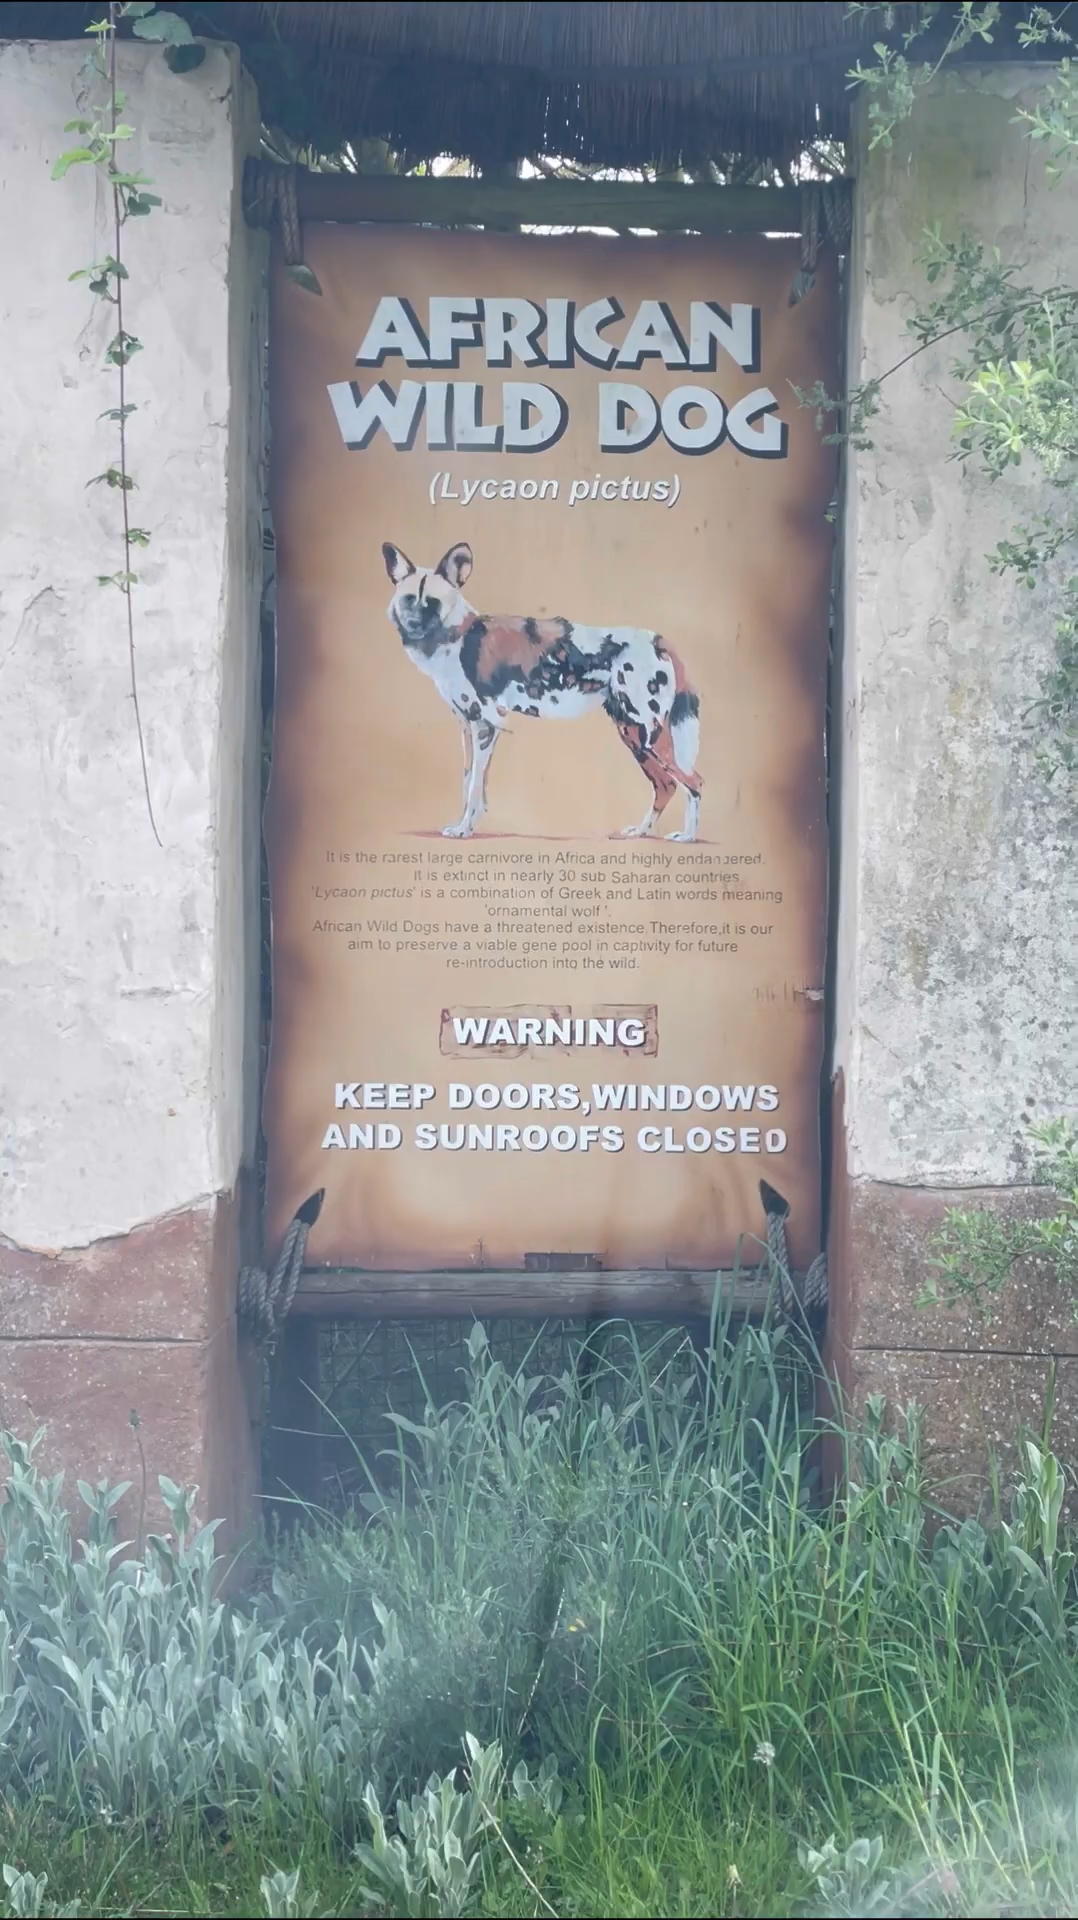 AFRICAN
WILD DOG
(Lycaon pictus)
It is the rarest large carnivore in Africa and highly endangered.
It is extinct in nearly 30 sub Saharan countries
'Lycaon pictus' is a combination of Greek and Latin words meaning
'ornamental wolf '.
African Wild Dogs have a threatened existence.Therefore,it is our
aim to preserve a viable gene pool in captivity for future
re-introduction into the wild.
WARNING
KEEP DOORS,WINDOWS
AND SUNROOFS CLOSED